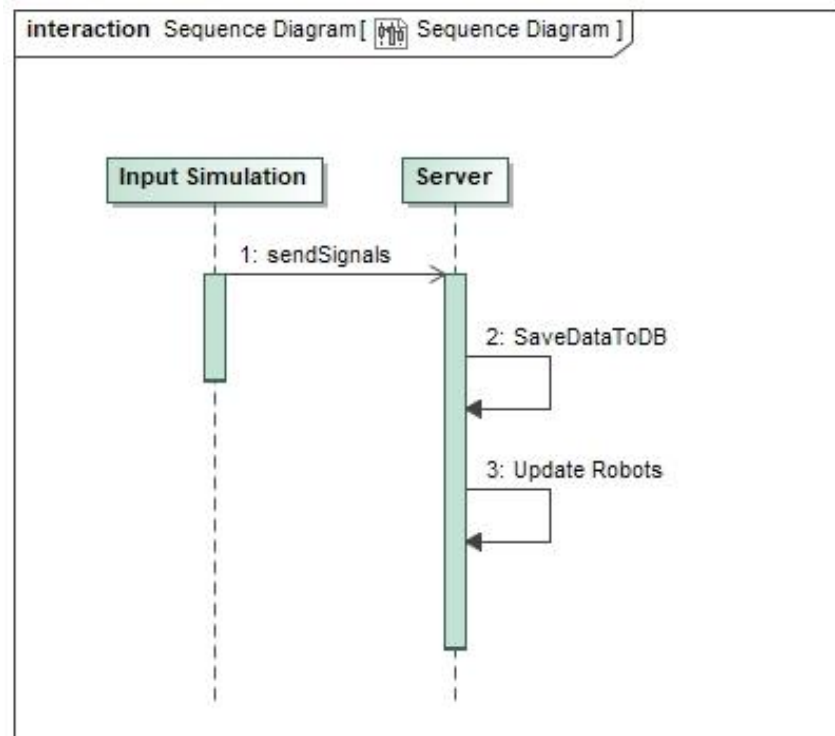 interaction Sequence Diagram[ Sequence Diagram ]
Input Simulation
Server
1: sendSignals
2: SaveDataToDB
3: Update Robots